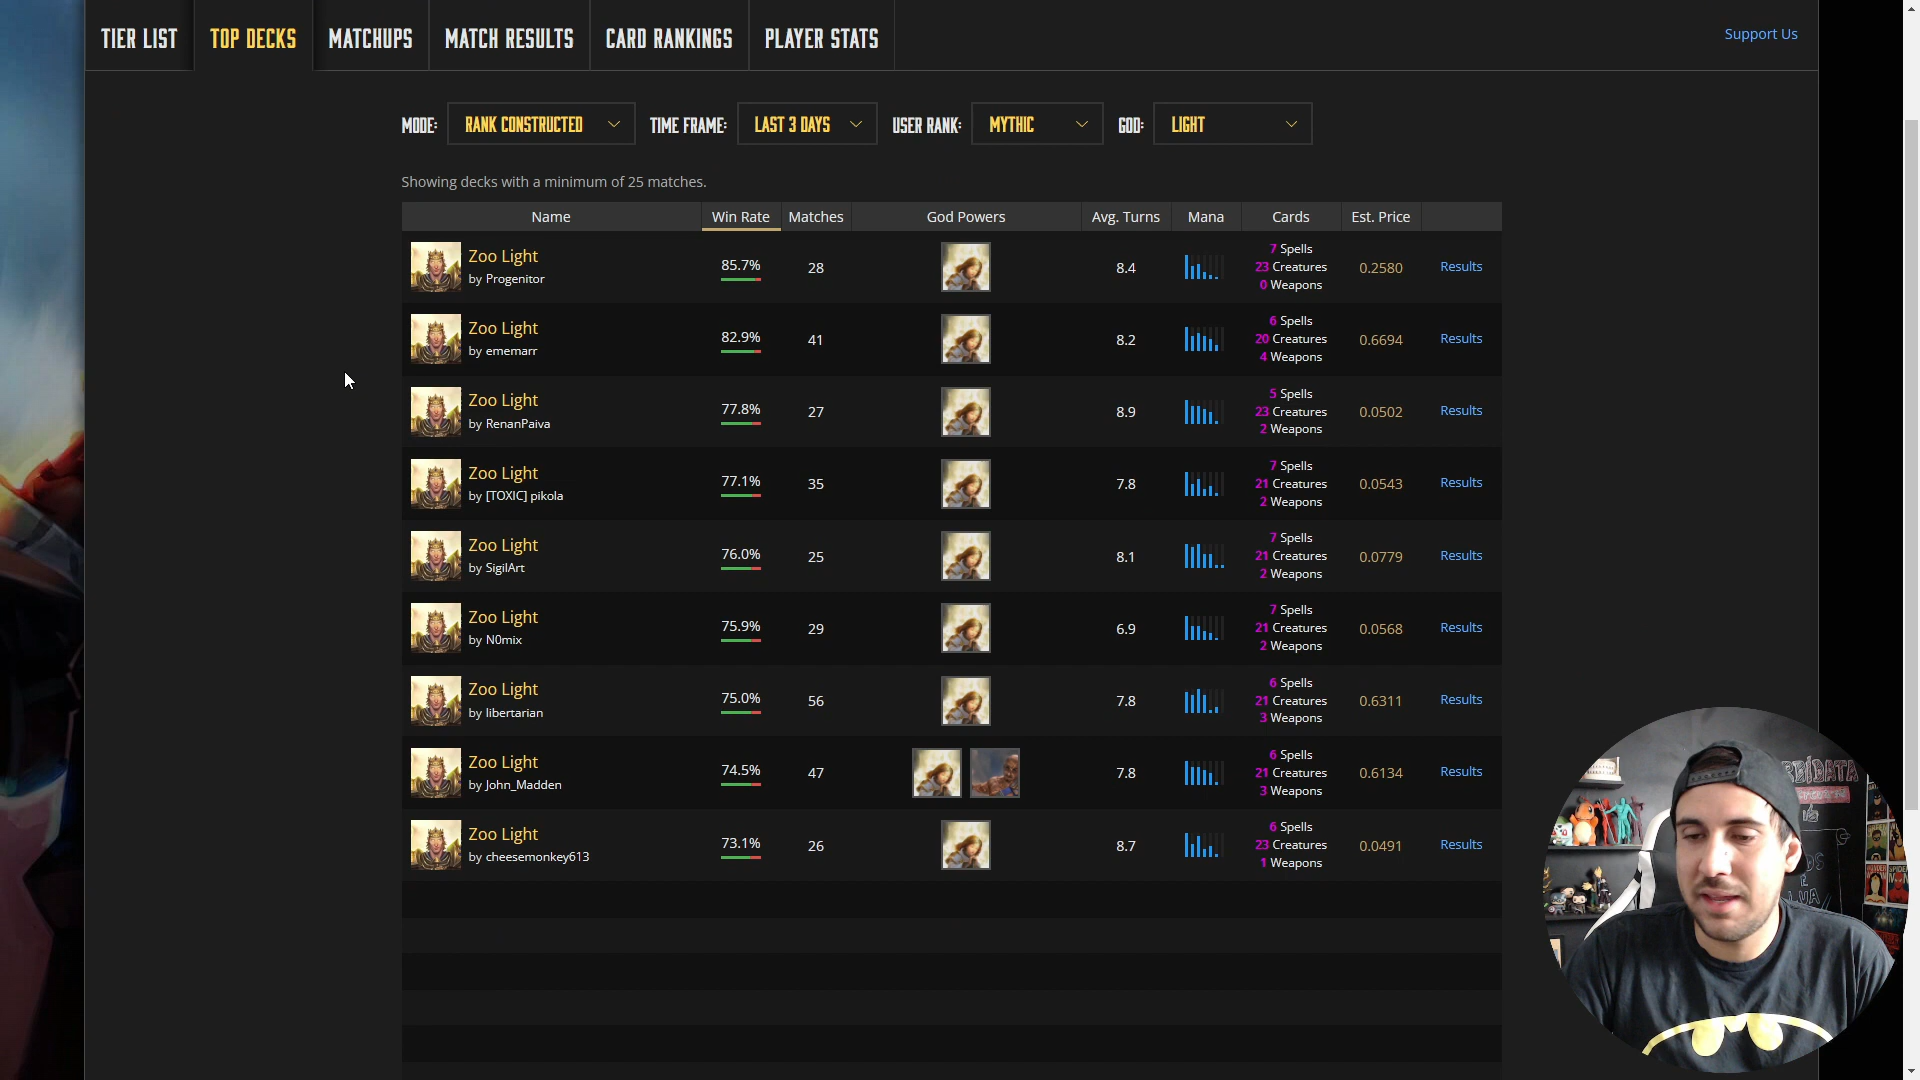 TIER LIST TOP DECKS MATCHUPS MATCH RESULTS CARD RANKINGS PLAYER STATS Support Us
MODE: RANK CONSTRUCTED TIME FRAME: LAST 3 DAYS USER RANK: MYTHIC GOD: LIGHT
Showing decks with a minimum of 25 matches.
Name Win Rate Matches God Powers Avg. Turns Mana Cards Est. Price
Zoo Light
by Progenitor
85.7% 28 8.4
7 Spells
23 Creatures
0 Weapons
0.2580 Results
Zoo Light
by ememarr
82.9% 41 8.2
6 Spells
20 Creatures
4 Weapons
0.6694 Results
Zoo Light
by RenanPaiva
77.8% 27 8.9
5 Spells
23 Creatures
2 Weapons
0.0502 Results
Zoo Light
by [TOXIC] pikola
77.1% 35 7.8
7 Spells
21 Creatures
2 Weapons
0.0543 Results
Zoo Light
by SigilArt
76.0% 25 8.1
7 Spells
21 Creatures
2 Weapons
0.0779 Results
Zoo Light
by N0mix
75.9% 29 6.9
7 Spells
21 Creatures
2 Weapons
0.0568 Results
Zoo Light
by libertarian
75.0% 56 7.8
6 Spells
21 Creatures
3 Weapons
0.6311 Results
Zoo Light
by John_Madden
74.5% 47 7.8
6 Spells
21 Creatures
3 Weapons
0.6134 Results
Zoo Light
by cheesemonkey613
73.1% 26 8.7
6 Spells
23 Creatures
1 Weapons
0.0491 Results